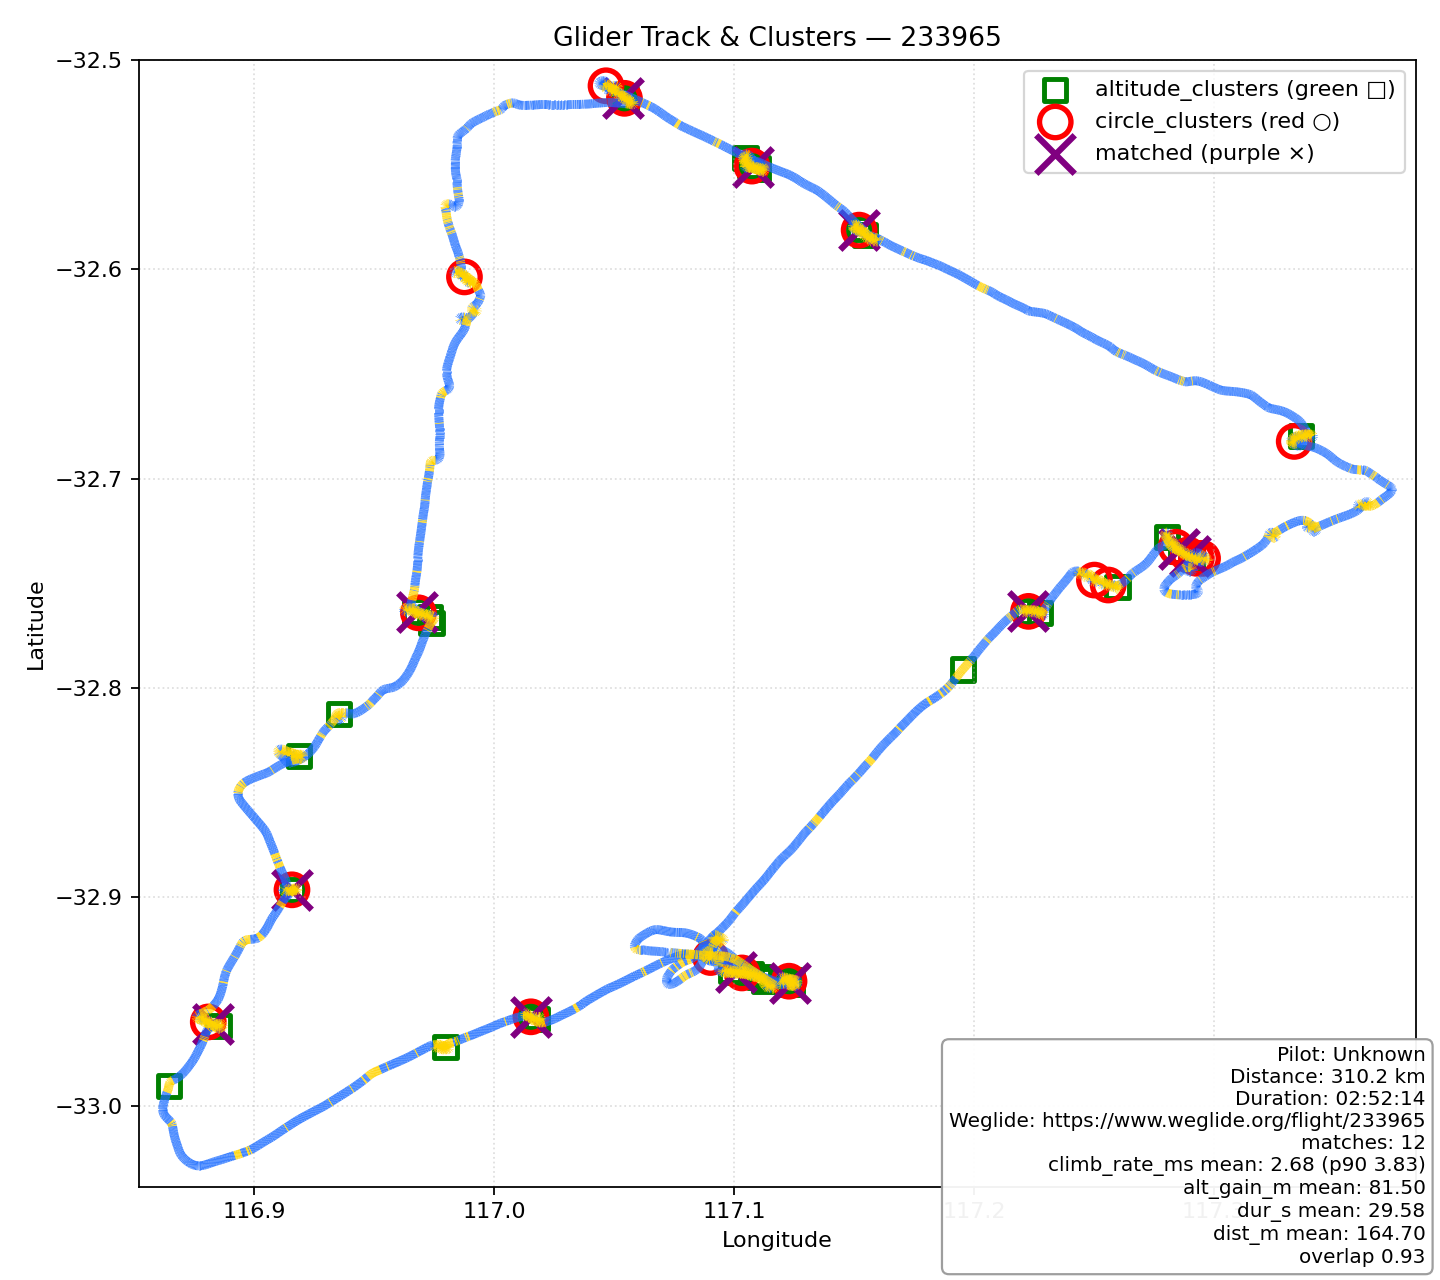 Glider Track & Clusters — 233965
−32.5
−32.6
−32.7
−32.8
−32.9
−33.0
Latitude
altitude_clusters (green □)
circle_clusters (red ○)
matched (purple ×)
Pilot: Unknown
Distance: 310.2 km
Duration: 02:52:14
Weglide: https://www.weglide.org/flight/233965
matches: 12
climb_rate_ms mean: 2.68 (p90 3.83)
alt_gain_m mean: 81.50
dur_s mean: 29.58
dist_m mean: 164.70
overlap 0.93
116.9
117.0
117.1
117.2
Longitude